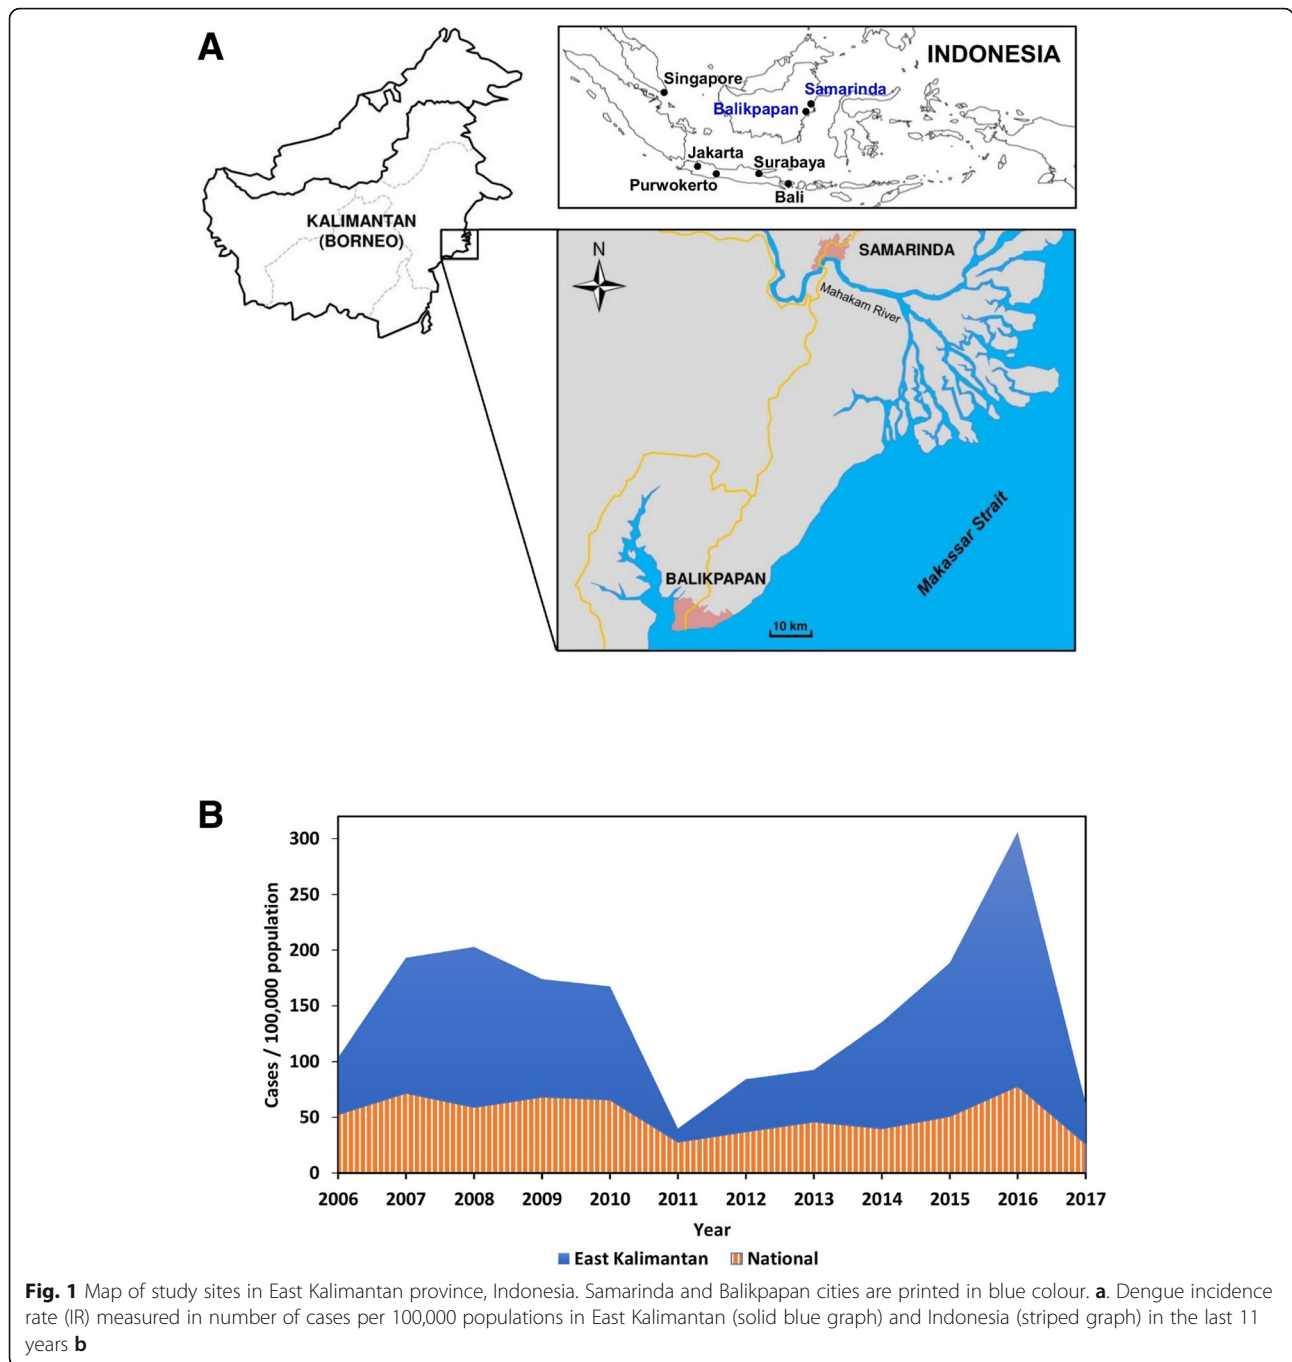 A
INDONESIA
Singapore
Samarinda
Balikpapan
Jakarta
Surabaya
Purwokerto
Bali
KALIMANTAN
(BORNEO)
N
SAMARINDA
Mahakam River
Makassar Strait
BALIKPAPAN
10 km
B
Cases / 100,000 population
300
250
200
150
100
50
0
2006 2007 2008 2009 2010 2011 2012 2013 2014 2015 2016 2017
Year
East Kalimantan National
Fig. 1 Map of study sites in East Kalimantan province, Indonesia. Samarinda and Balikpapan cities are printed in blue colour. a. Dengue incidence
rate (IR) measured in number of cases per 100,000 populations in East Kalimantan (solid blue graph) and Indonesia (striped graph) in the last 11
years b